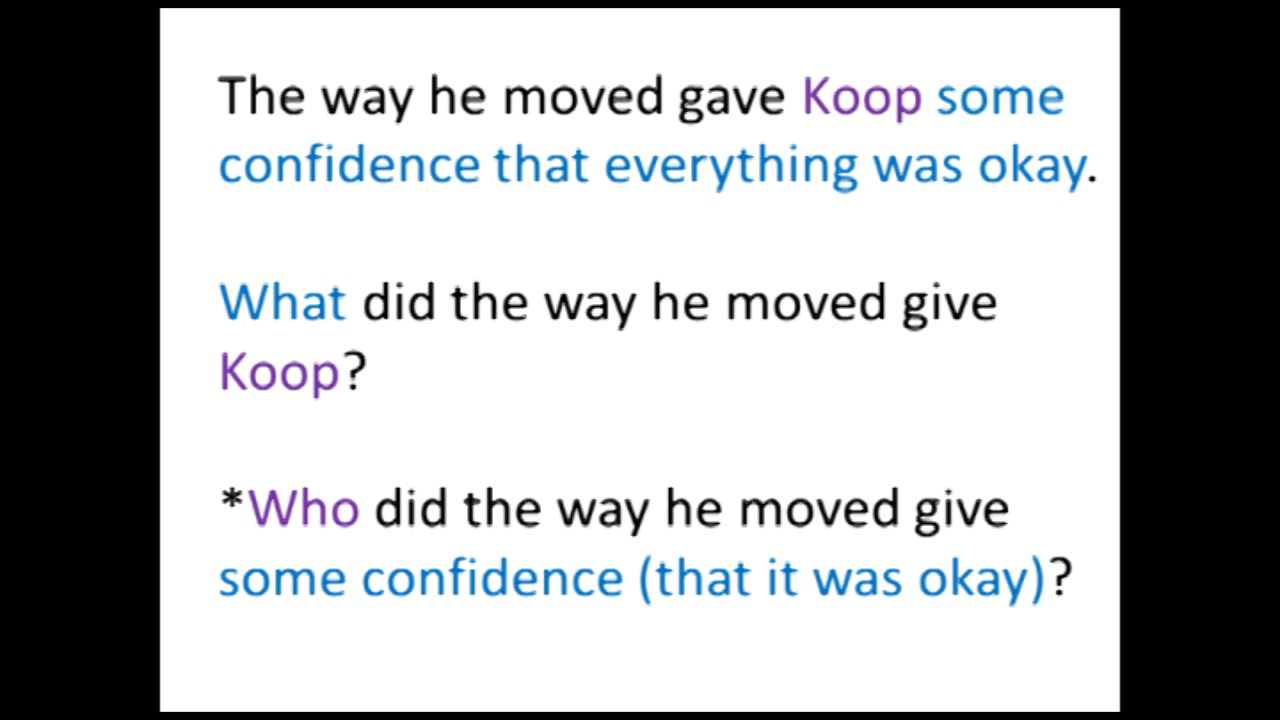 The way he moved gave Koop some
confidence that everything was okay.
What did the way he moved give
Koop?
*Who did the way he moved give
some confidence (that it was okay)?